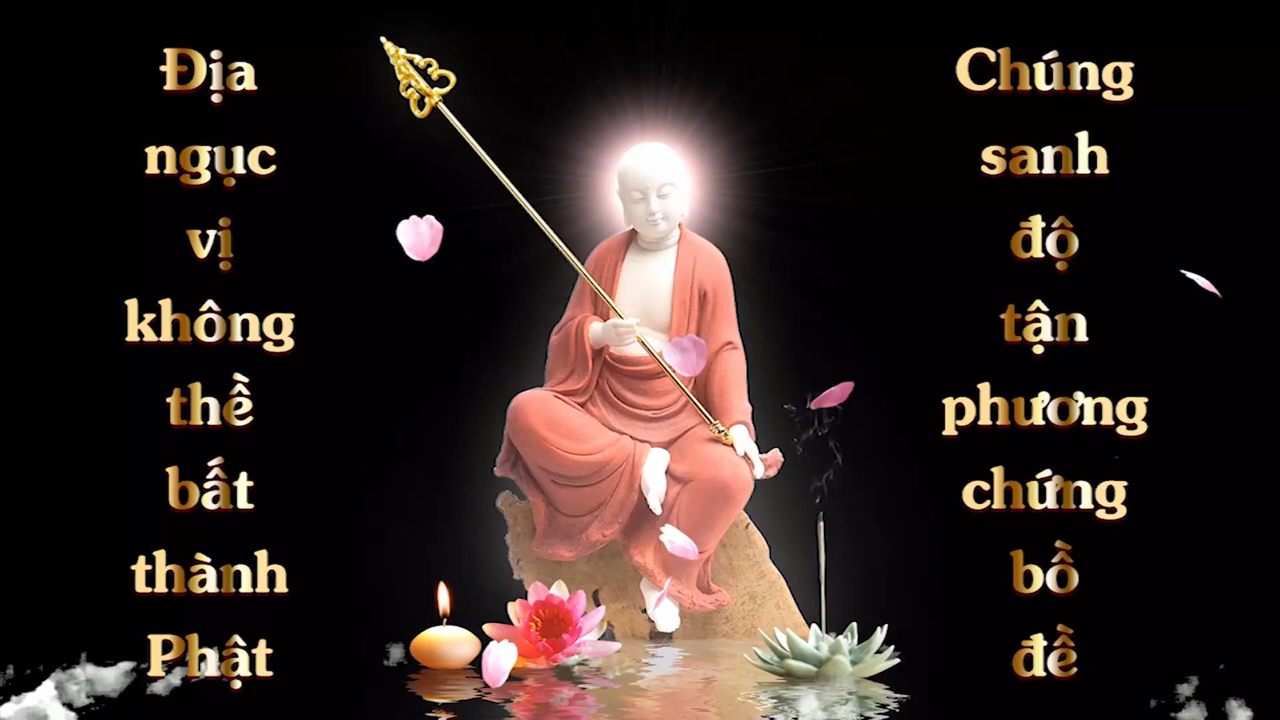 Địa
ngục
vị
không
thề
bất
thành
Phật
Chúng
sanh
độ
tận
phương
chứng
bồ
đề